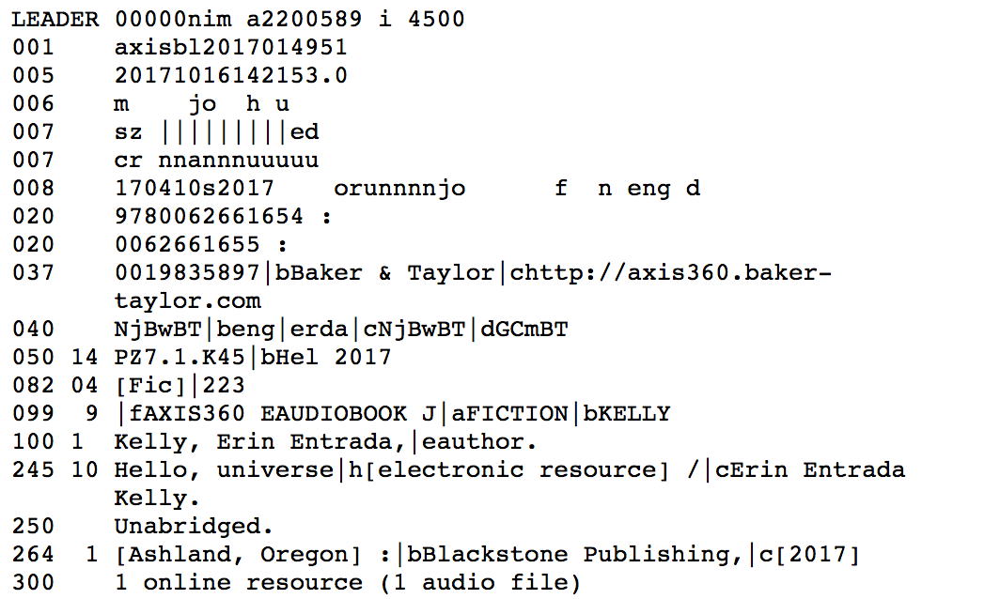 LEADER 00000nim a2200589 i 4500
001    axisbl2017014951
005    20171016142153.0
006    m    jo  h u
007    sz |||||||||ed
007    cr nnannnuuuuu
008    170410s2017    orunnnnjo      f  n eng d
020    9780062661654 :
020    0062661655 :
037    0019835897|bBaker & Taylor|chttp://axis360.baker-
       taylor.com
040    NjBwBT|beng|erda|cNjBwBT|dGCmBT
050 14 PZ7.1.K45|bHel 2017
082 04 [Fic]|223
099  9 |fAXIS360 EAUDIOBOOK J|aFICTION|bKELLY
100 1  Kelly, Erin Entrada,|eauthor.
245 10 Hello, universe|h[electronic resource] /|cErin Entrada
       Kelly.
250    Unabridged.
264  1 [Ashland, Oregon] :|bBlackstone Publishing,|c[2017]
300    1 online resource (1 audio file)